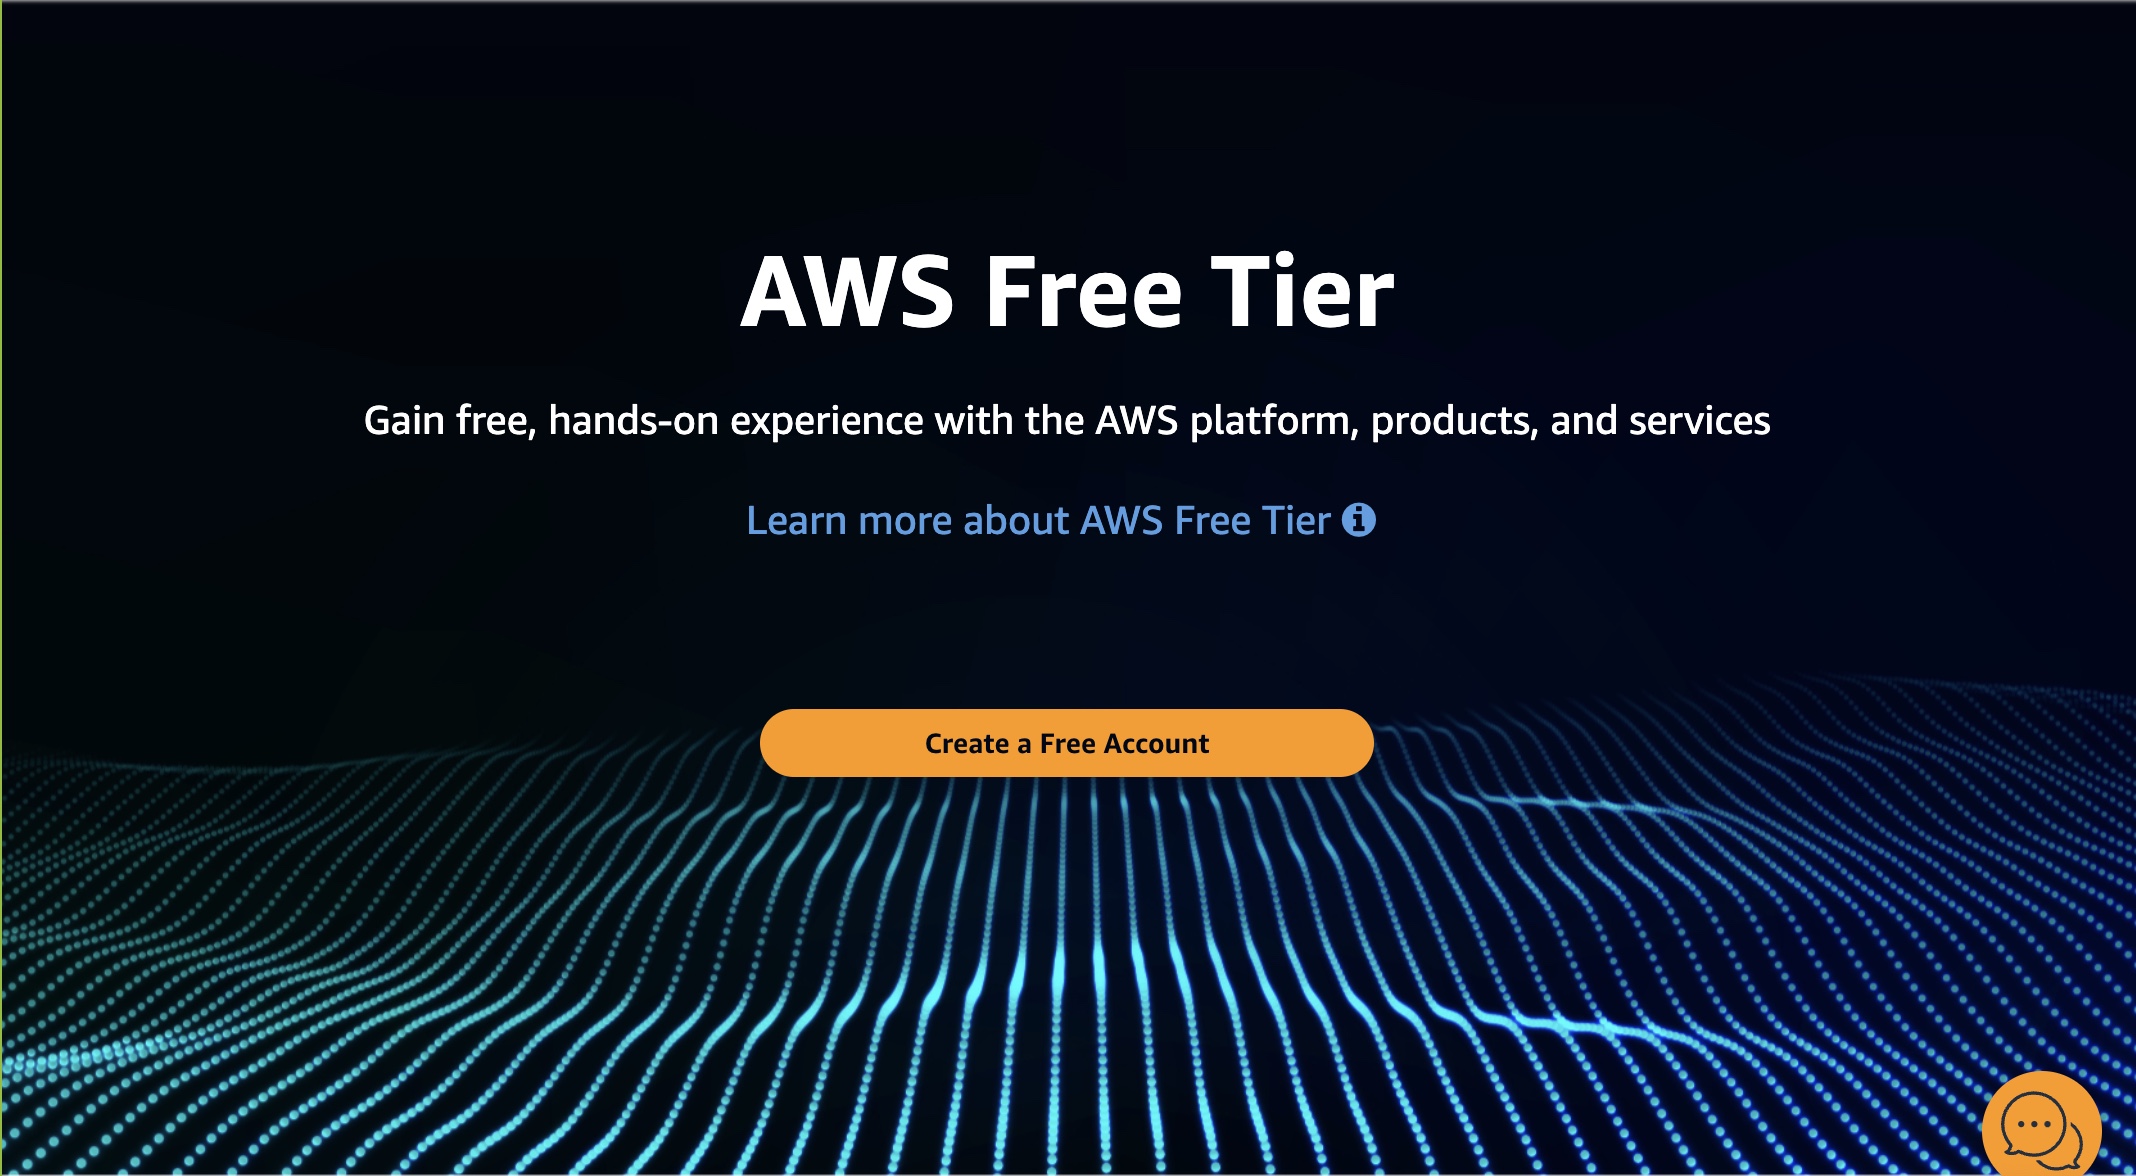 AWS Free Tier
Gain free, hands-on experience with the AWS platform, products, and services
Learn more about AWS Free Tier
Create a Free Account